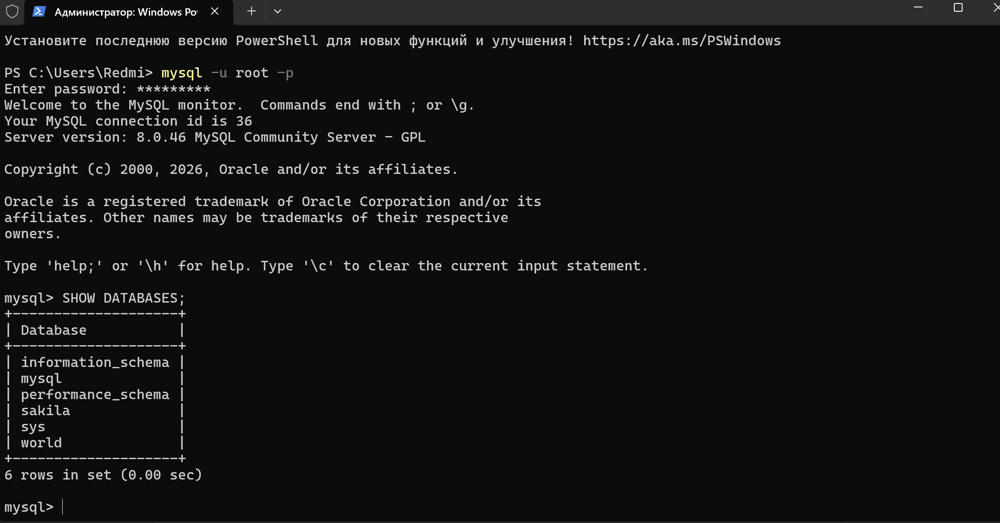 Администратор: Windows Po
Установите последнюю версию PowerShell для новых функций и улучшения! https://aka.ms/PSWindows
PS C:\Users\Redmi> mysql -u root -p
Enter password: *********
Welcome to the MySQL monitor.  Commands end with ; or \g.
Your MySQL connection id is 36
Server version: 8.0.46 MySQL Community Server - GPL
Copyright (c) 2000, 2026, Oracle and/or its affiliates.
Oracle is a registered trademark of Oracle Corporation and/or its
affiliates. Other names may be trademarks of their respective
owners.
Type 'help;' or '\h' for help. Type '\c' to clear the current input statement.
mysql> SHOW DATABASES;
+--------------------+
| Database           |
+--------------------+
| information_schema |
| mysql              |
| performance_schema |
| sakila             |
| sys                |
| world              |
+--------------------+
6 rows in set (0.00 sec)
mysql>